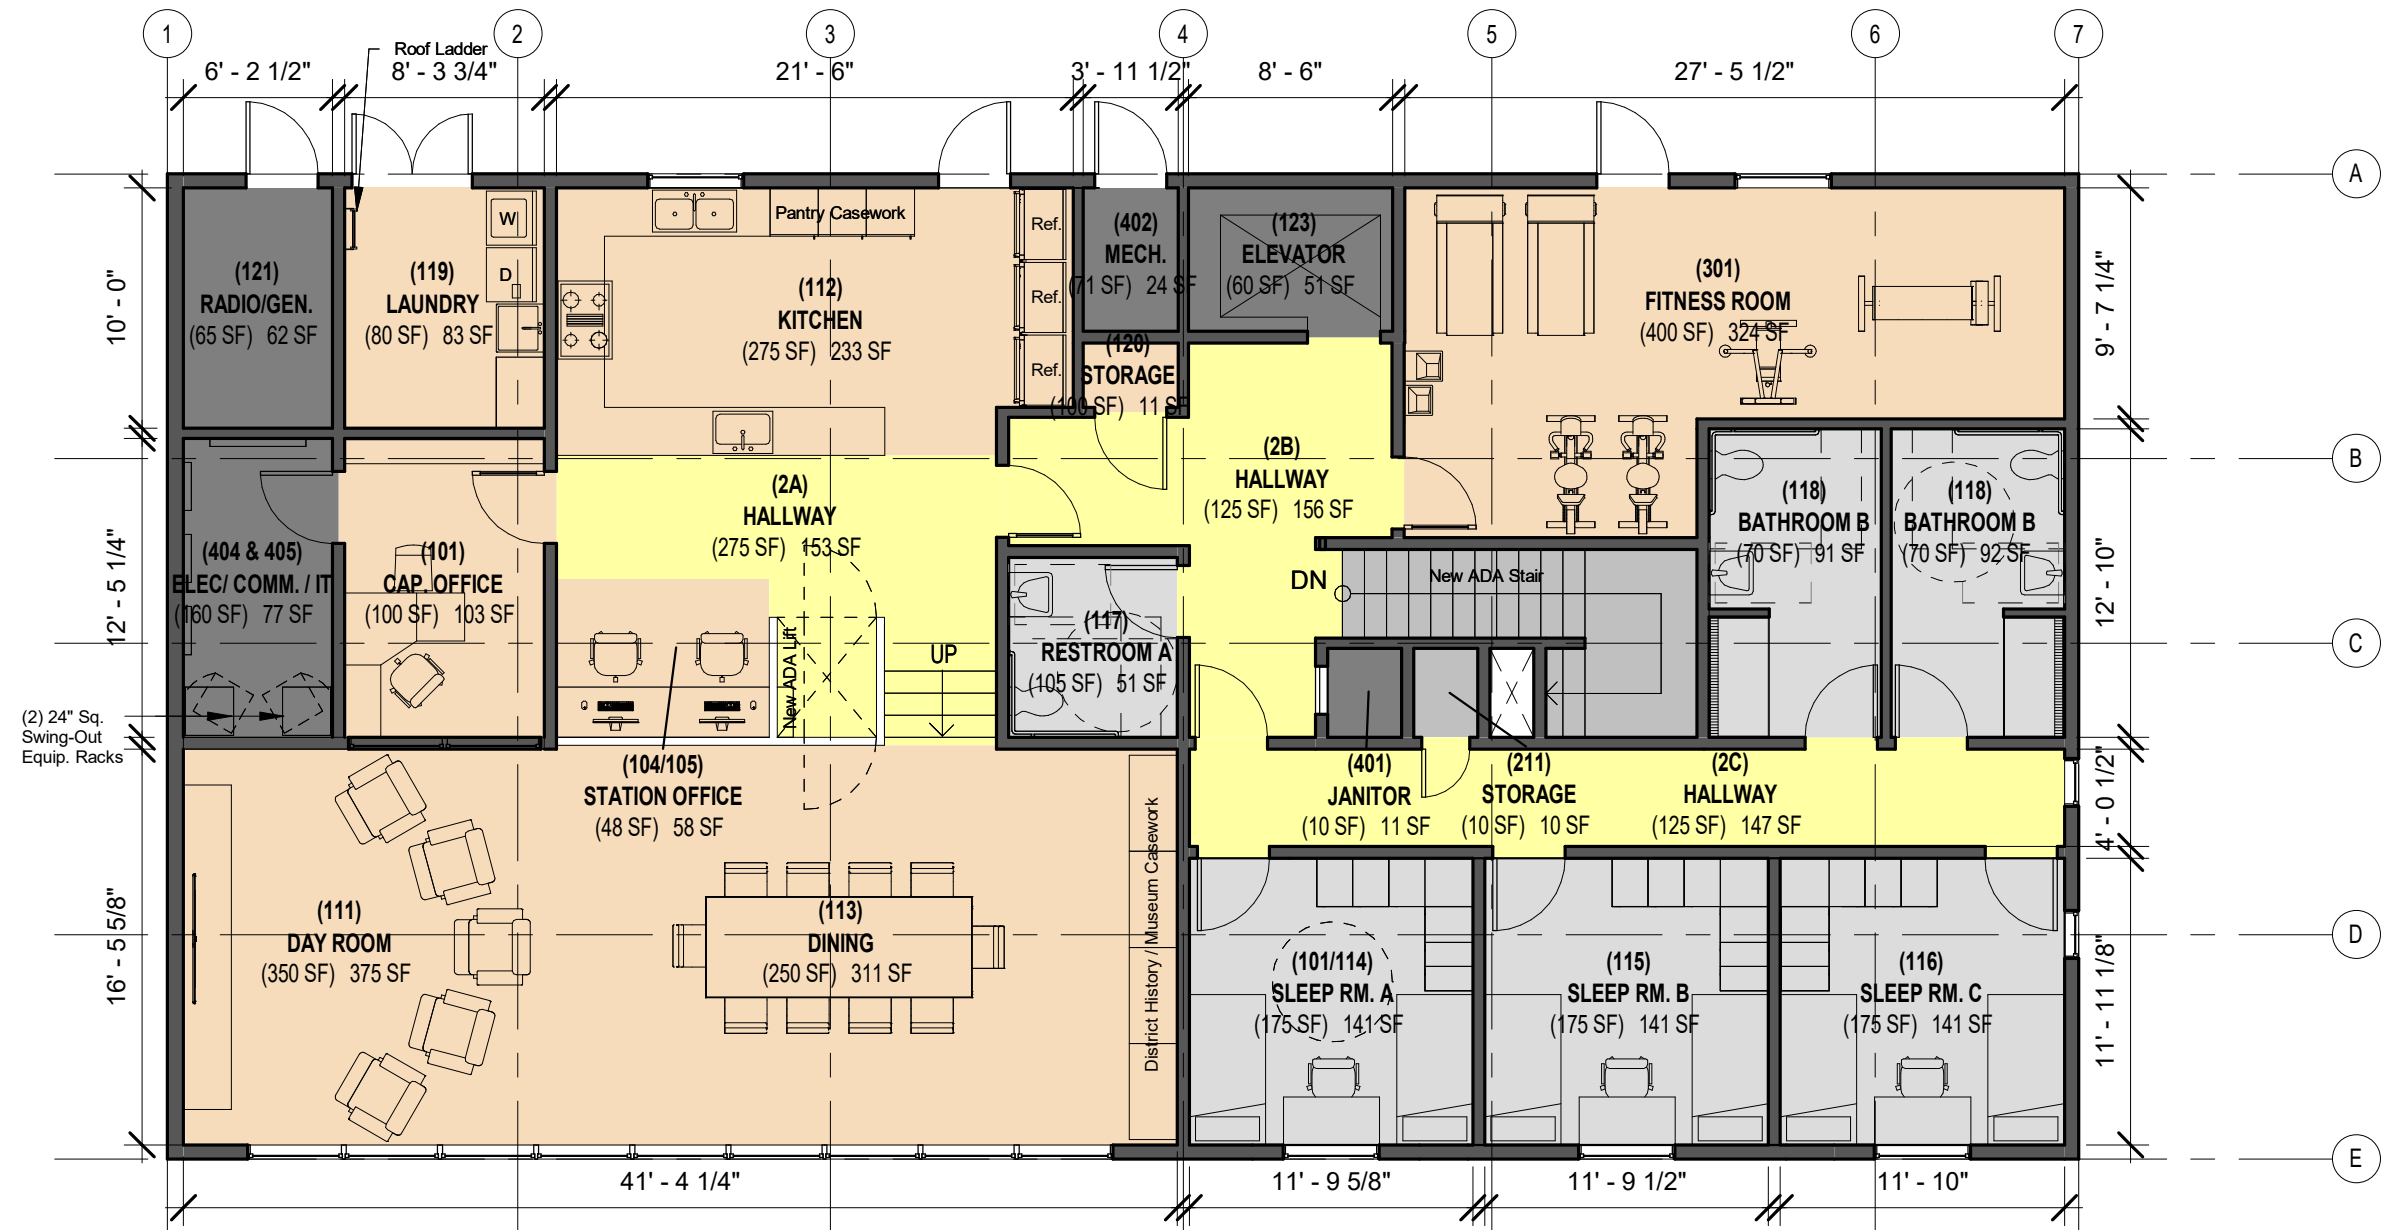 1
2
3
4
5
6
7
Roof Ladder
6' - 2 1/2"
8' - 3 3/4"
21' - 6"
3' - 11 1/2"
8' - 6"
27' - 5 1/2"
A
B
C
D
E
10' - 0"
12' - 5 1/4"
16' - 5 5/8"
9' - 7 1/4"
12' - 10"
4' - 0 1/2"
11' - 11 1/8"
(121)
RADIO/GEN.
(65 SF) 62 SF
(119)
LAUNDRY
(80 SF) 83 SF
W
D
Pantry Casework
(112)
KITCHEN
(275 SF) 233 SF
Ref.
Ref.
Ref.
(402)
MECH.
(71 SF) 24 SF
(123)
ELEVATOR
(60 SF) 51 SF
(120)
STORAGE
(100 SF) 11 SF
(301)
FITNESS ROOM
(400 SF) 324 SF
(2A)
HALLWAY
(275 SF) 153 SF
(2B)
HALLWAY
(125 SF) 156 SF
(118)
BATHROOM B
(70 SF) 91 SF
(118)
BATHROOM B
(70 SF) 92 SF
(404 & 405)
ELEC/ COMM. / IT
(160 SF) 77 SF
(101)
CAP. OFFICE
(100 SF) 103 SF
New ADA Lift
UP
(117)
RESTROOM A
(105 SF) 51 SF
DN
New ADA Stair
(2) 24" Sq.
Swing-Out
Equip. Racks
(104/105)
STATION OFFICE
(48 SF) 58 SF
(401)
JANITOR
(10 SF) 11 SF
(211)
STORAGE
(10 SF) 10 SF
(2C)
HALLWAY
(125 SF) 147 SF
(111)
DAY ROOM
(350 SF) 375 SF
(113)
DINING
(250 SF) 311 SF
District History / Museum Casework
(101/114)
SLEEP RM. A
(175 SF) 141 SF
(115)
SLEEP RM. B
(175 SF) 141 SF
(116)
SLEEP RM. C
(175 SF) 141 SF
41' - 4 1/4"
11' - 9 5/8"
11' - 9 1/2"
11' - 10"